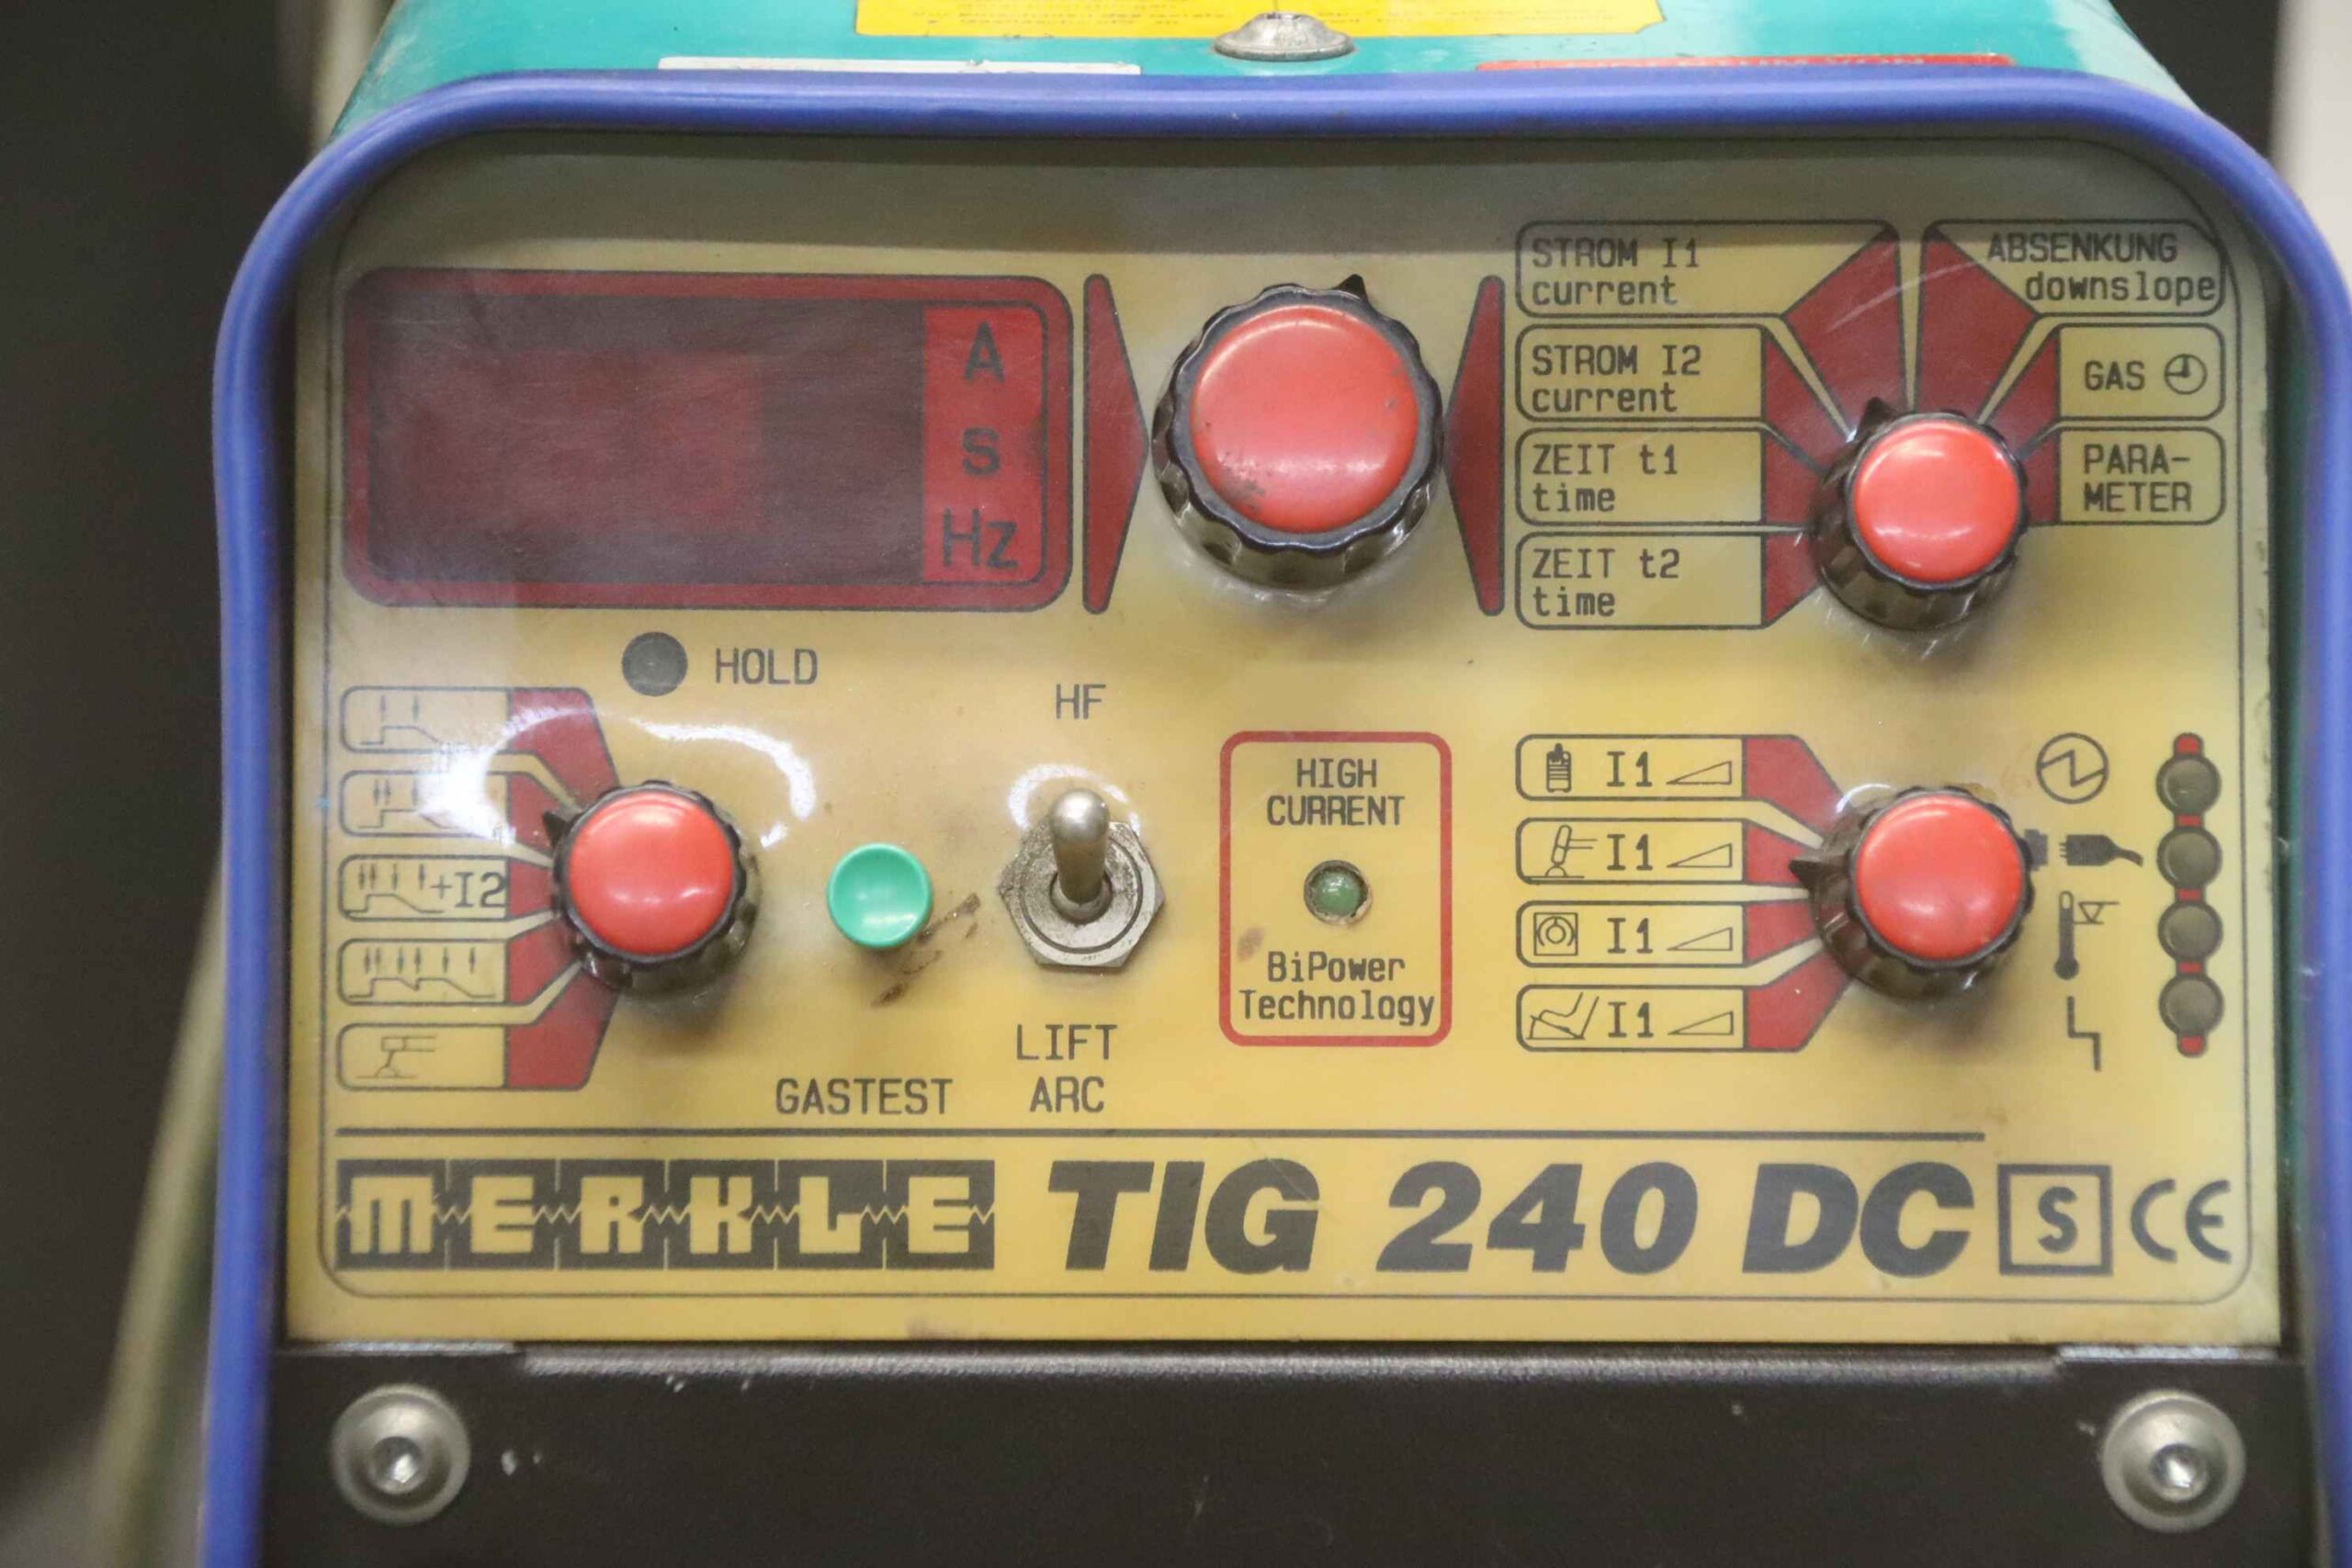 A
s
Hz
STROM I1
current
STROM I2
current
ZEIT t1
time
ZEIT t2
time
ABSENKUNG
downslope
GAS
PARA-
METER
HOLD
HF
+I2
GASTEST
LIFT
ARC
HIGH
CURRENT
BiPower
Technology
I1
I1
I1
I1
MERKLE TIG 240 DC S CE